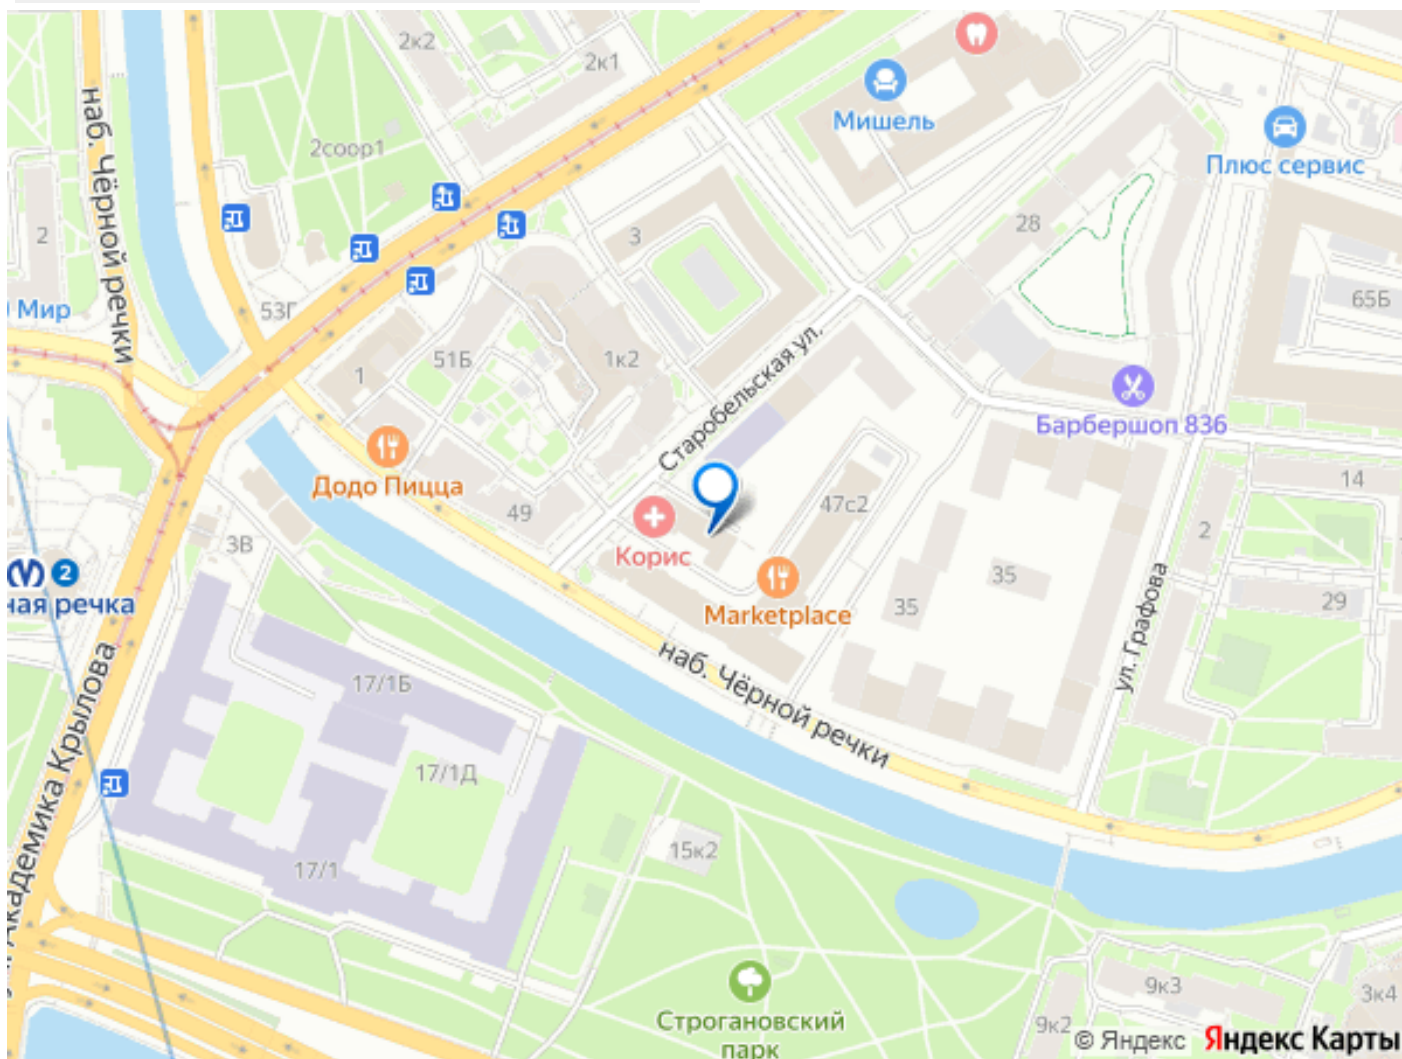 2к2
2к1
Мишель
Плюс сервис
2соор1
наб. Чёрной речки
2
3
28
53Г
Мир
65Б
51Б
1к2
1
Старобельская ул.
Барбершоп 836
Додо Пицца
14
49
47с2
2
3В
Корис
2
ная речка
35
35
29
Marketplace
ул. Графова
наб. Чёрной речки
17/1Б
Академика Крылова
17/1Д
15к2
17/1
9к3
3к4
Строгановский
парк
9к2
© Яндекс Яндекс Карты